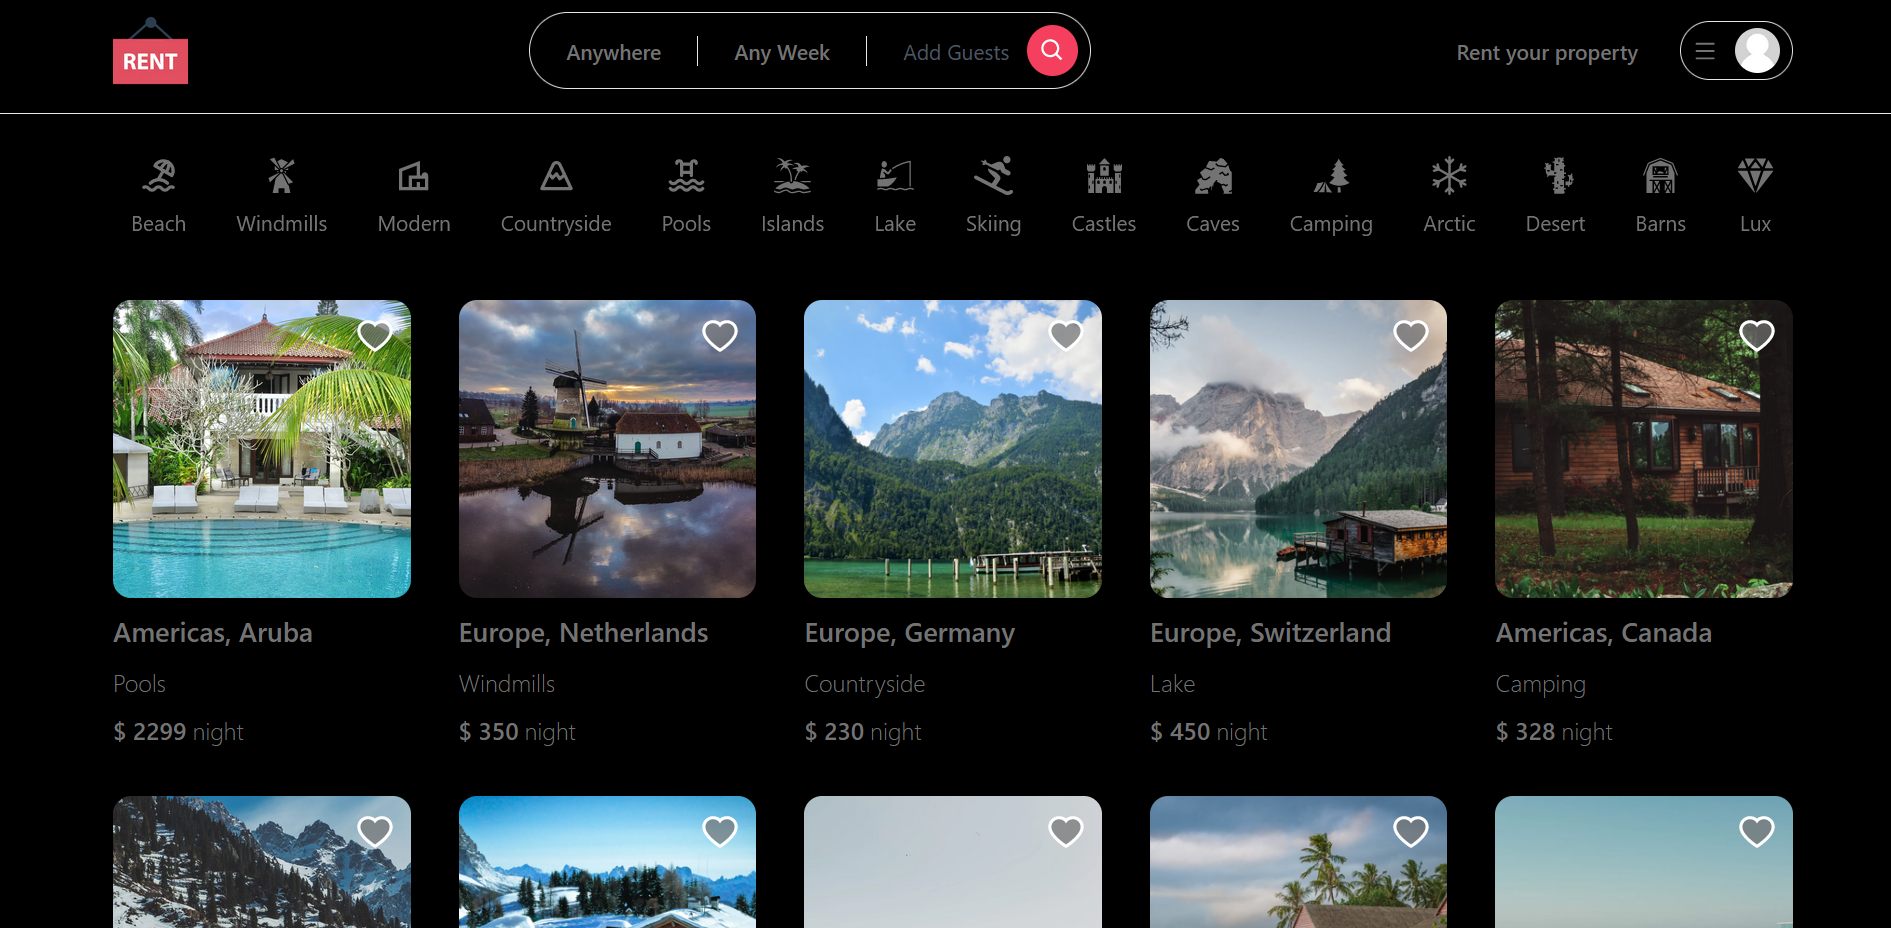 RENT
Anywhere
Any Week
Add Guests
Rent your property
Beach
Windmills
Modern
Countryside
Pools
Islands
Lake
Skiing
Castles
Caves
Camping
Arctic
Desert
Barns
Lux
Americas, Aruba
Pools
$ 2299 night
Europe, Netherlands
Windmills
$ 350 night
Europe, Germany
Countryside
$ 230 night
Europe, Switzerland
Lake
$ 450 night
Americas, Canada
Camping
$ 328 night